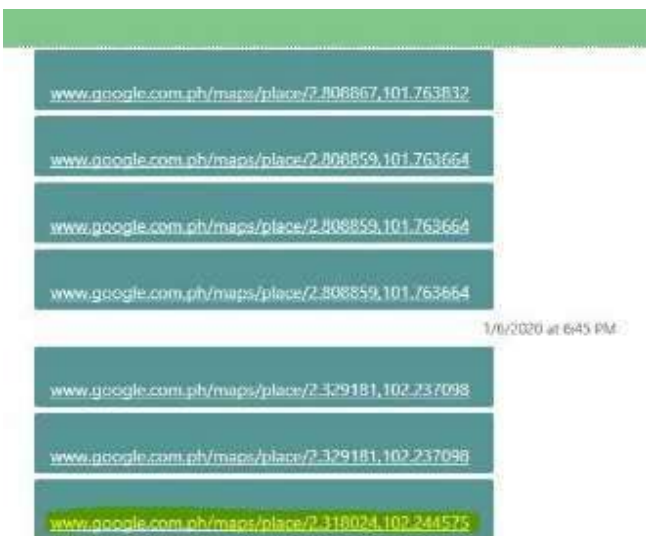 www.google.com.ph/maps/place/2.808867,101.763832
www.google.com.ph/maps/place/2.808859,101.763664
www.google.com.ph/maps/place/2.808859,101.763664
www.google.com.ph/maps/place/2.808859,101.763664
1/6/2020 at 6:45 PM
www.google.com.ph/maps/place/2.329181,102.237098
www.google.com.ph/maps/place/2.329181,102.237098
www.google.com.ph/maps/place/2.318024,102.244575